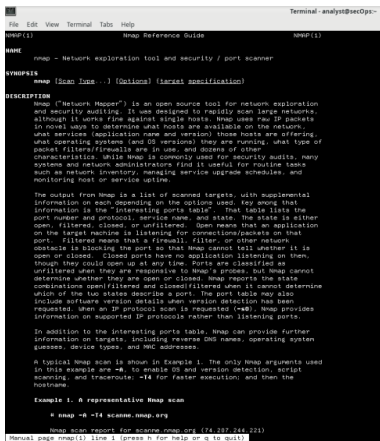 Terminal - analyst@secOps:~
File Edit View Terminal Tabs Help
NMAP(1) Nmap Reference Guide NMAP(1)
NAME
nmap - Network exploration tool and security / port scanner
SYNOPSIS
nmap [Scan Type...] [Options] {target specification}
DESCRIPTION
Nmap ("Network Mapper") is an open source tool for network exploration
and security auditing. It was designed to rapidly scan large networks,
although it works fine against single hosts. Nmap uses raw IP packets
in novel ways to determine what hosts are available on the network,
what services (application name and version) those hosts are offering,
what operating systems (and OS versions) they are running, what type of
packet filters/firewalls are in use, and dozens of other
characteristics. While Nmap is commonly used for security audits, many
systems and network administrators find it useful for routine tasks
such as network inventory, managing service upgrade schedules, and
monitoring host or service uptime.
The output from Nmap is a list of scanned targets, with supplemental
information on each depending on the options used. Key among that
information is the "interesting ports table". That table lists the
port number and protocol, service name, and state. The state is either
open, filtered, closed, or unfiltered. Open means that an application
on the target machine is listening for connections/packets on that
port. Filtered means that a firewall, filter, or other network
obstacle is blocking the port so that Nmap cannot tell whether it is
open or closed. Closed ports have no application listening on them,
though they could open up at any time. Ports are classified as
unfiltered when they are responsive to Nmap's probes, but Nmap cannot
determine whether they are open or closed. Nmap reports the state
combinations open|filtered and closed|filtered when it cannot determine
which of the two states describe a port. The port table may also
include software version details when version detection has been
requested. When an IP protocol scan is requested (-sO), Nmap provides
information on supported IP protocols rather than listening ports.
In addition to the interesting ports table, Nmap can provide further
information on targets, including reverse DNS names, operating system
guesses, device types, and MAC addresses.
A typical Nmap scan is shown in Example 1. The only Nmap arguments used
in this example are -A, to enable OS and version detection, script
scanning, and traceroute; -T4 for faster execution; and then the
hostname.
Example 1. A representative Nmap scan
# nmap -A -T4 scanme.nmap.org
Nmap scan report for scanme.nmap.org (74.207.244.221)
Manual page nmap(1) line 1 (press h for help or q to quit)